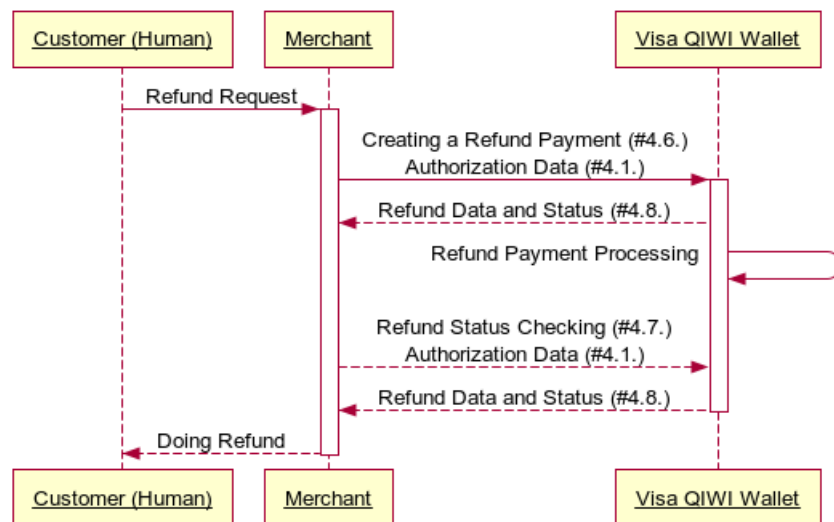 Customer (Human)
Merchant
Visa QIWI Wallet
Refund Request
Creating a Refund Payment (#4.6.)
Authorization Data (#4.1.)
Refund Data and Status (#4.8.)
Refund Payment Processing
Refund Status Checking (#4.7.)
Authorization Data (#4.1.)
Refund Data and Status (#4.8.)
Doing Refund
Customer (Human)
Merchant
Visa QIWI Wallet